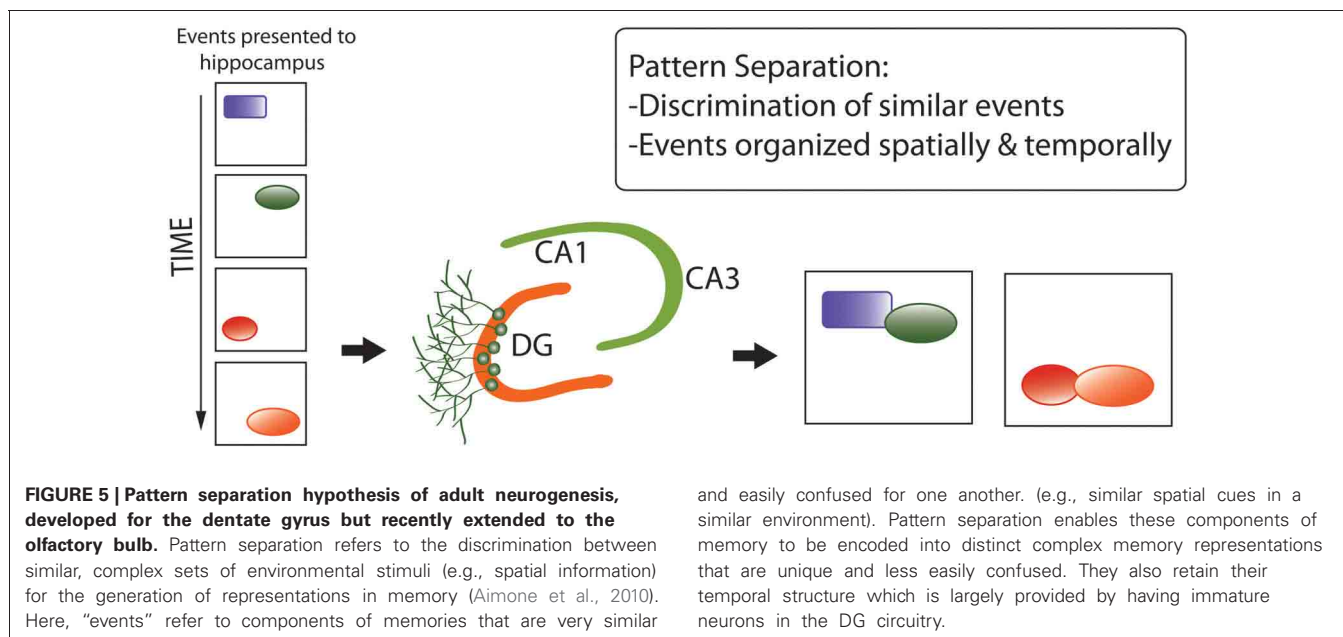 Events presented to
hippocampus
TIME
Pattern Separation:
-Discrimination of similar events
-Events organized spatially & temporally
CA1
CA3
DG
FIGURE 5 | Pattern separation hypothesis of adult neurogenesis,
developed for the dentate gyrus but recently extended to the
olfactory bulb. Pattern separation refers to the discrimination between
similar, complex sets of environmental stimuli (e.g., spatial information)
for the generation of representations in memory (Aimone et al., 2010).
Here, “events” refer to components of memories that are very similar
and easily confused for one another. (e.g., similar spatial cues in a
similar environment). Pattern separation enables these components of
memory to be encoded into distinct complex memory representations
that are unique and less easily confused. They also retain their
temporal structure which is largely provided by having immature
neurons in the DG circuitry.